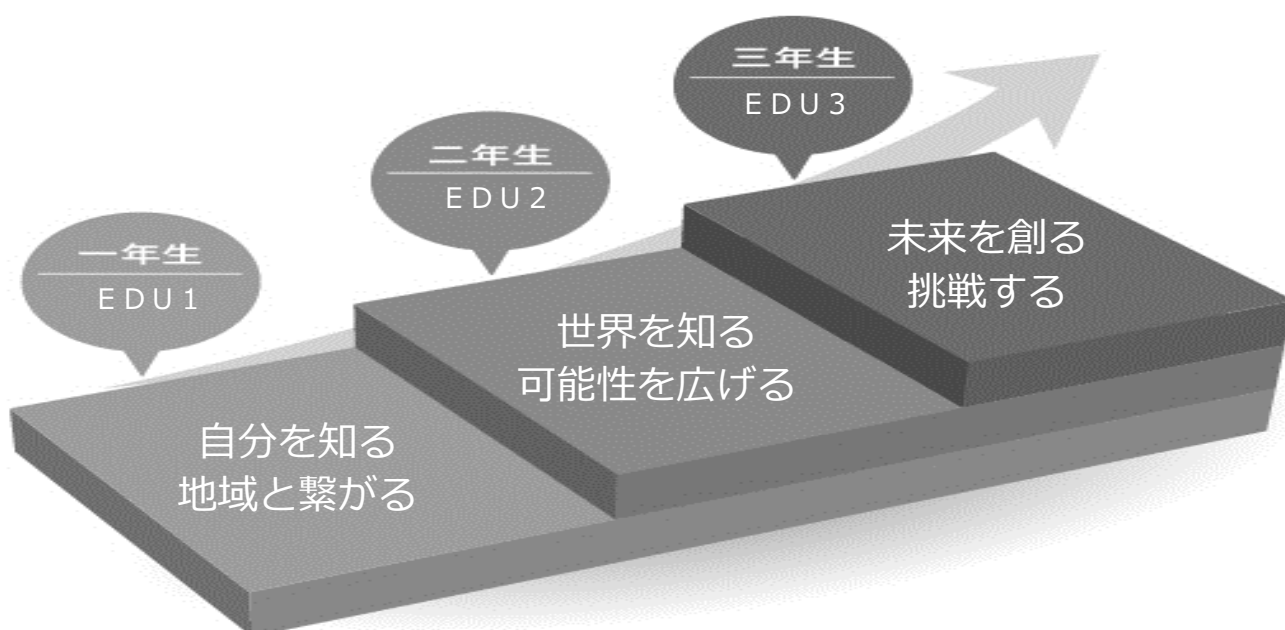 一年生
EDU1
自分を知る
地域と繋がる
二年生
EDU2
世界を知る
可能性を広げる
三年生
EDU3
未来を創る
挑戦する